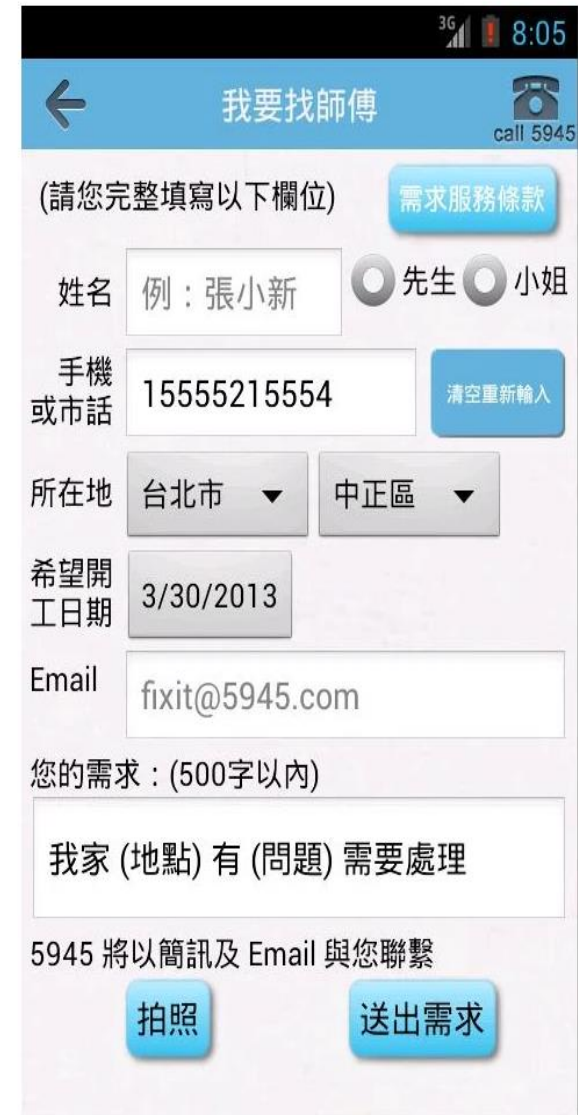 3G 8:05
我要找師傅
call 5945
(請您完整填寫以下欄位) 需求服務條款
姓名 例：張小新 先生 小姐
手機
或市話 15555215554 清空重新輸入
所在地 台北市 中正區
希望開
工日期 3/30/2013
Email fixit@5945.com
您的需求：(500字以內)
我家 (地點) 有 (問題) 需要處理
5945 將以簡訊及 Email 與您聯繫
拍照 送出需求